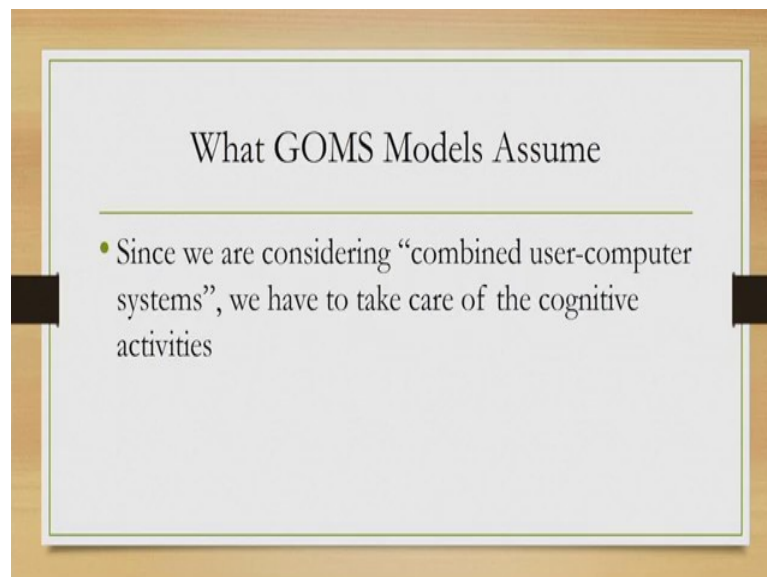 What GOMS Models Assume
• Since we are considering “combined user-computer
systems”, we have to take care of the cognitive
activities